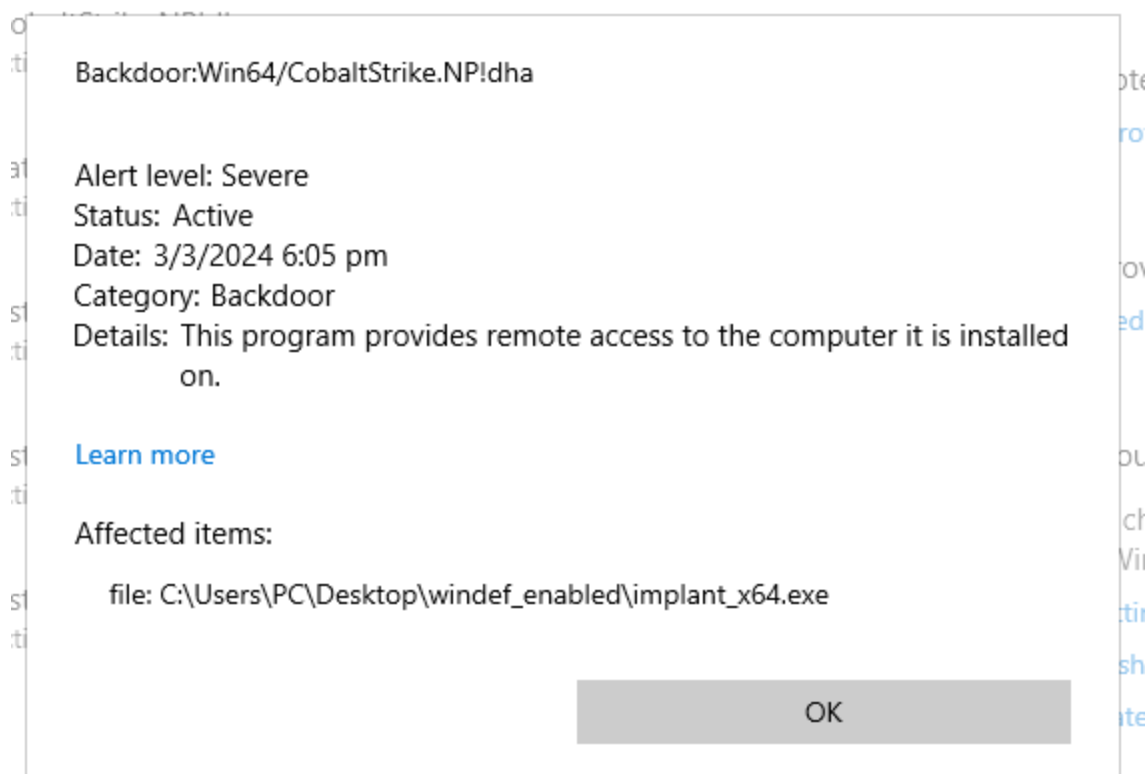 Backdoor:Win64/CobaltStrike.NP!dha
Alert level: Severe
Status: Active
Date: 3/3/2024 6:05 pm
Category: Backdoor
Details: This program provides remote access to the computer it is installed
on.
Learn more
Affected items:
file: C:\Users\PC\Desktop\windef_enabled\implant_x64.exe
OK